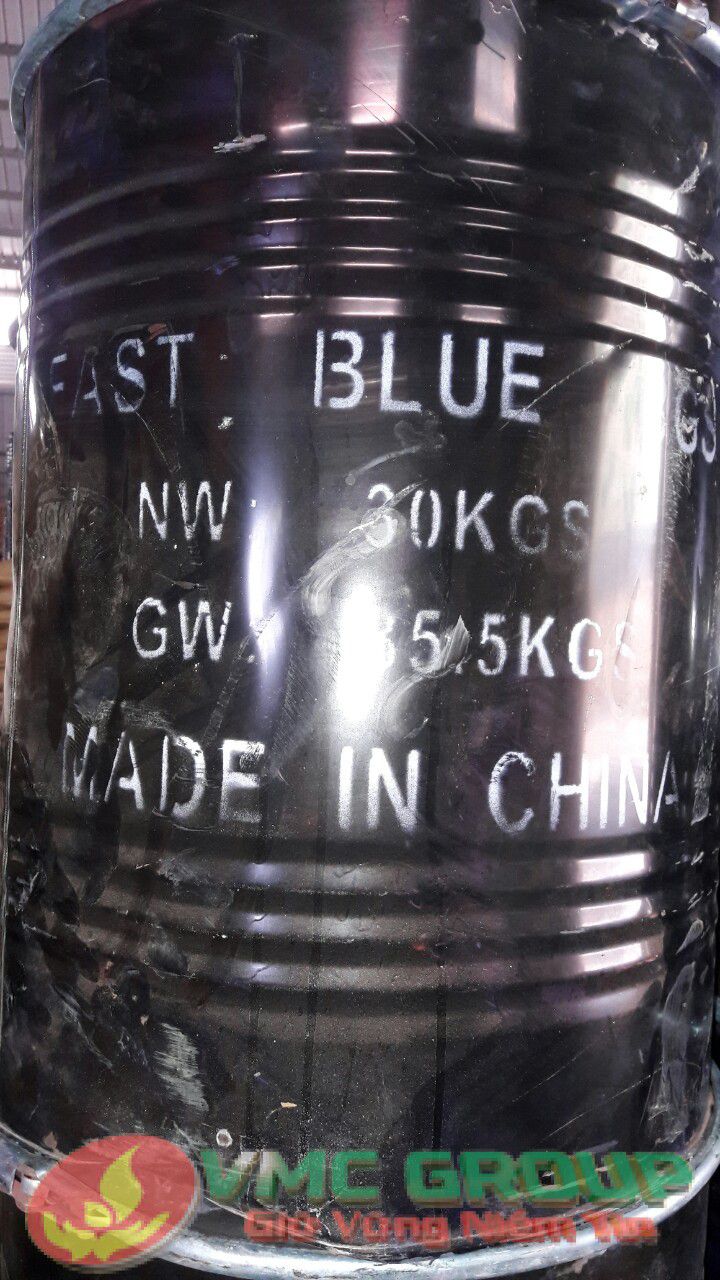 FAST BLUE GS
NW 30KGS
GW. 35.5KGS
MADE IN CHINA
VMC GROUP
Giữ Vững Niềm Tin